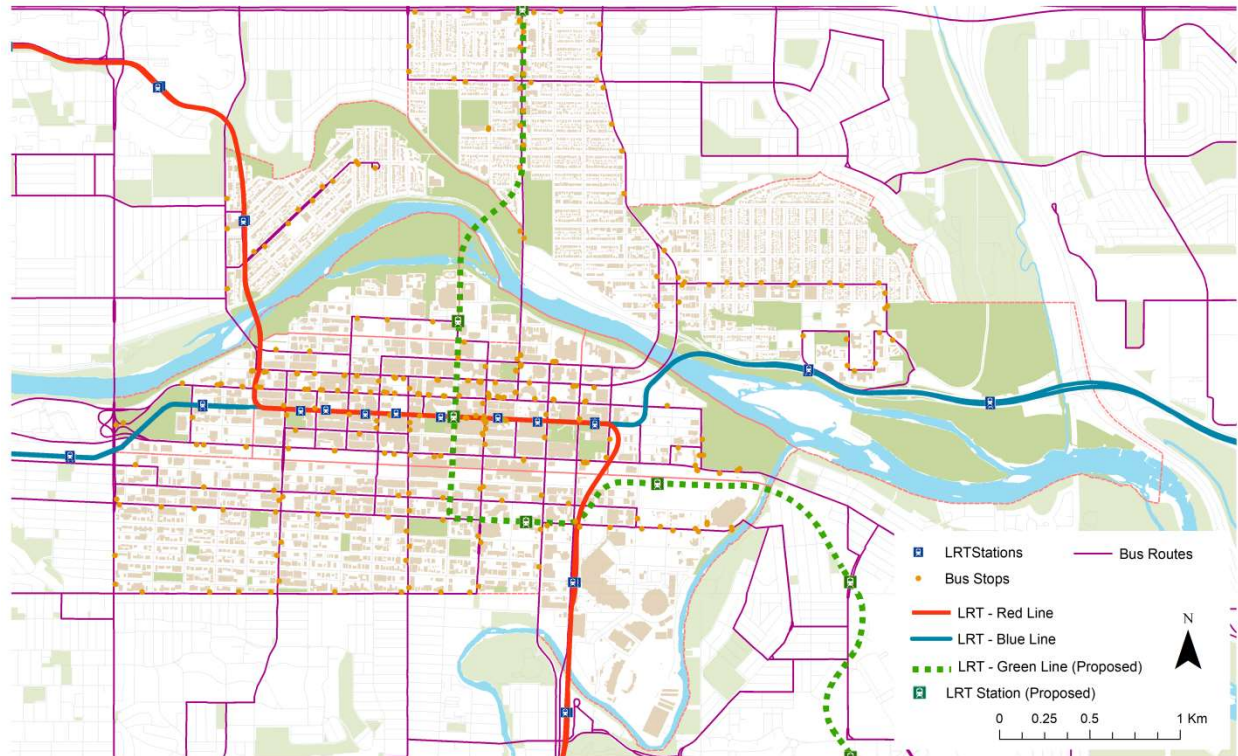 LRTStations
Bus Routes
Bus Stops
LRT - Red Line
LRT - Blue Line
LRT - Green Line (Proposed)
LRT Station (Proposed)
N
0 0.25 0.5 1 Km